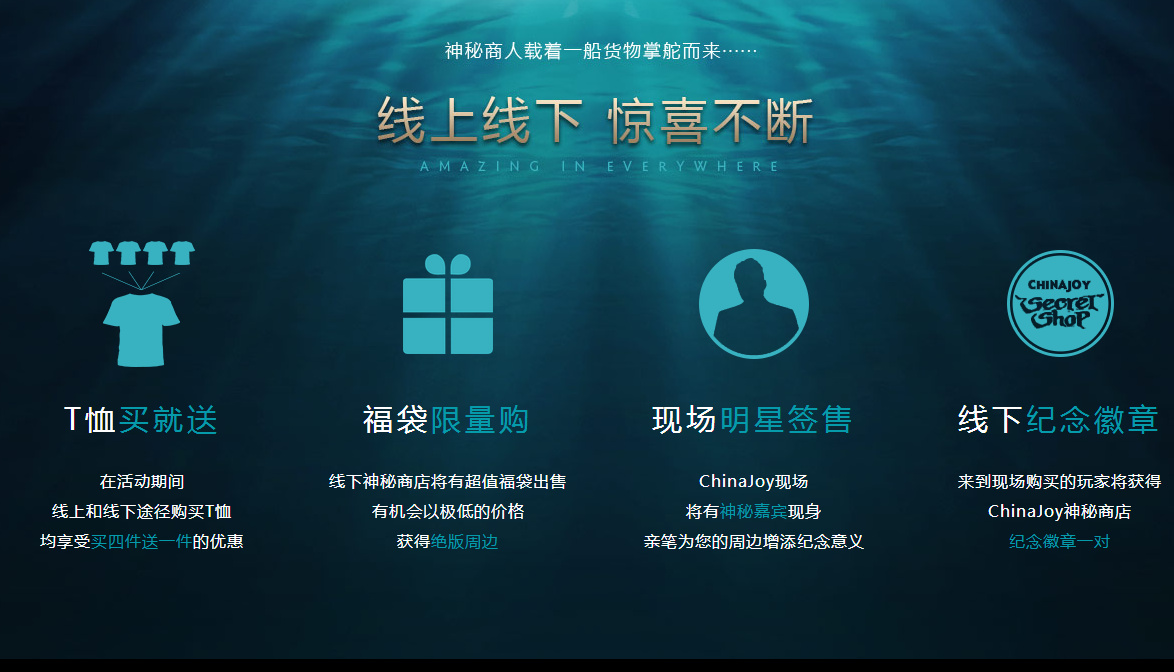 神秘商人载着一船货物掌舵而来……
线上线下 惊喜不断
AMAZING IN EVERYWHERE
CHINAJOY
Secret
Shop
T恤买就送
在活动期间
线上和线下途径购买T恤
均享受买四件送一件的优惠
福袋限量购
线下神秘商店将有超值福袋出售
有机会以极低的价格
获得绝版周边
现场明星签售
ChinaJoy现场
将有神秘嘉宾现身
亲笔为您的周边增添纪念意义
线下纪念徽章
来到现场购买的玩家将获得
ChinaJoy神秘商店
纪念徽章一对